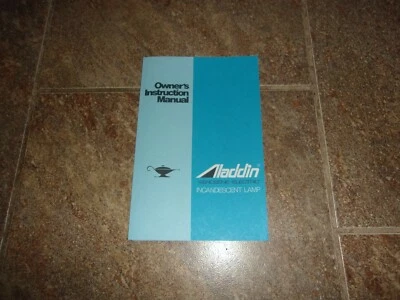 Owner's
Instruction
Manual
Aladdin
INCANDESCENT LAMP